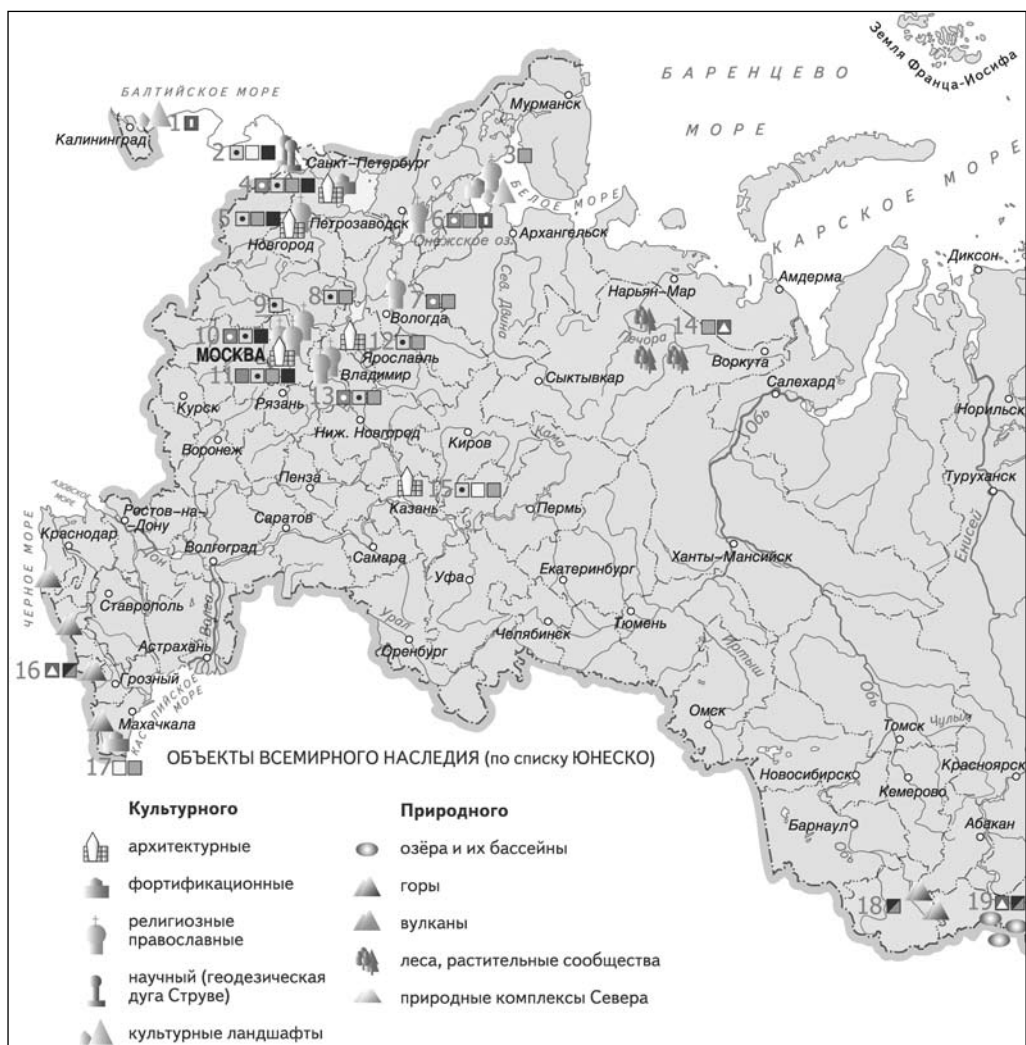 Земля Франца-Иосифа
БАРЕНЦЕВО
МОРЕ
БАЛТИЙСКОЕ МОРЕ
Мурманск
КАРСКОЕ МОРЕ
1
Калининград
2
3
Санкт-Петербург
4
БЕЛОЕ МОРЕ
5
Петрозаводск
6
Архангельск
Новгород
Онежское оз.
Диксон
Амдерма
Нарьян-Мар
Сев. Двина
9
8
7
Вологда
14
Печора
10
МОСКВА
12
Ярославль
Воркута
11
Владимир
Сыктывкар
Салехард
Курск
Рязань
13
Норильск
Ниж. Новгород
Киров
Кама
Обь
Воронеж
Пенза
Казань
15
Пермь
Туруханск
АЗОВСКОЕ
МОРЕ
Ростов-на-
-Дону
Саратов
Енисей
Краснодар
ДОН
Волгоград
Самара
Ханты-Мансийск
ЧЕРНОЕ МОРЕ
Уфа
Екатеринбург
Ставрополь
Волга
Урал
Челябинск
Тюмень
Астрахань
Оренбург
Иртыш
16
Грозный
Обь
КАСПИЙСКОЕ
МОРЕ
Махачкала
Омск
Томск
Чулым
17
ОБЪЕКТЫ ВСЕМИРНОГО НАСЛЕДИЯ (по списку ЮНЕСКО)
Новосибирск
Кемерово
Красноярск
Барнаул
Абакан
18
19
Культурного
архитектурные
фортификационные
религиозные
православные
научный (геодезическая
дуга Струве)
культурные ландшафты
Природного
озёра и их бассейны
горы
вулканы
леса, растительные сообщества
природные комплексы Севера